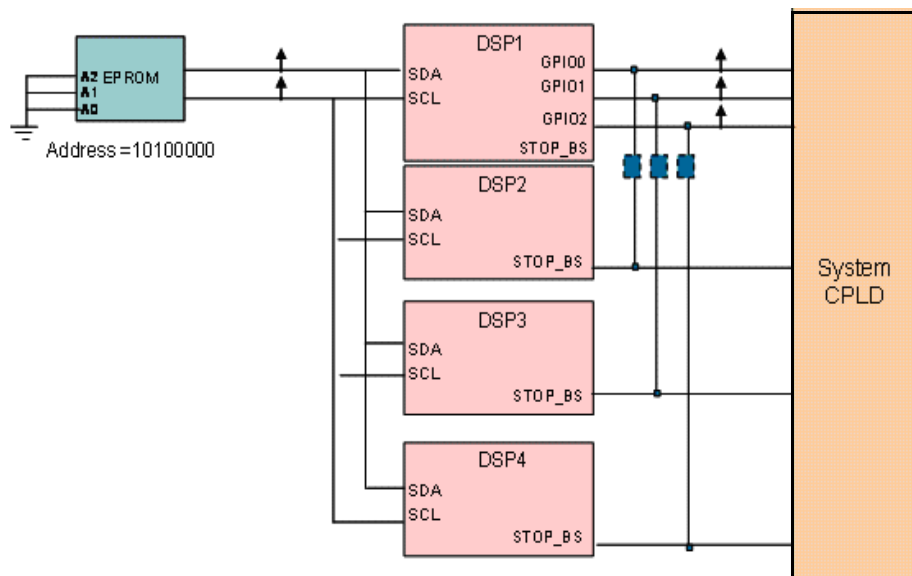 A2 EPROM
A1
A0
Address =10100000
DSP1
SDA
SCL
GPIO0
GPIO1
GPIO2
STOP_BS
DSP2
SDA
SCL
STOP_BS
DSP3
SDA
SCL
STOP_BS
DSP4
SDA
SCL
STOP_BS
System
CPLD